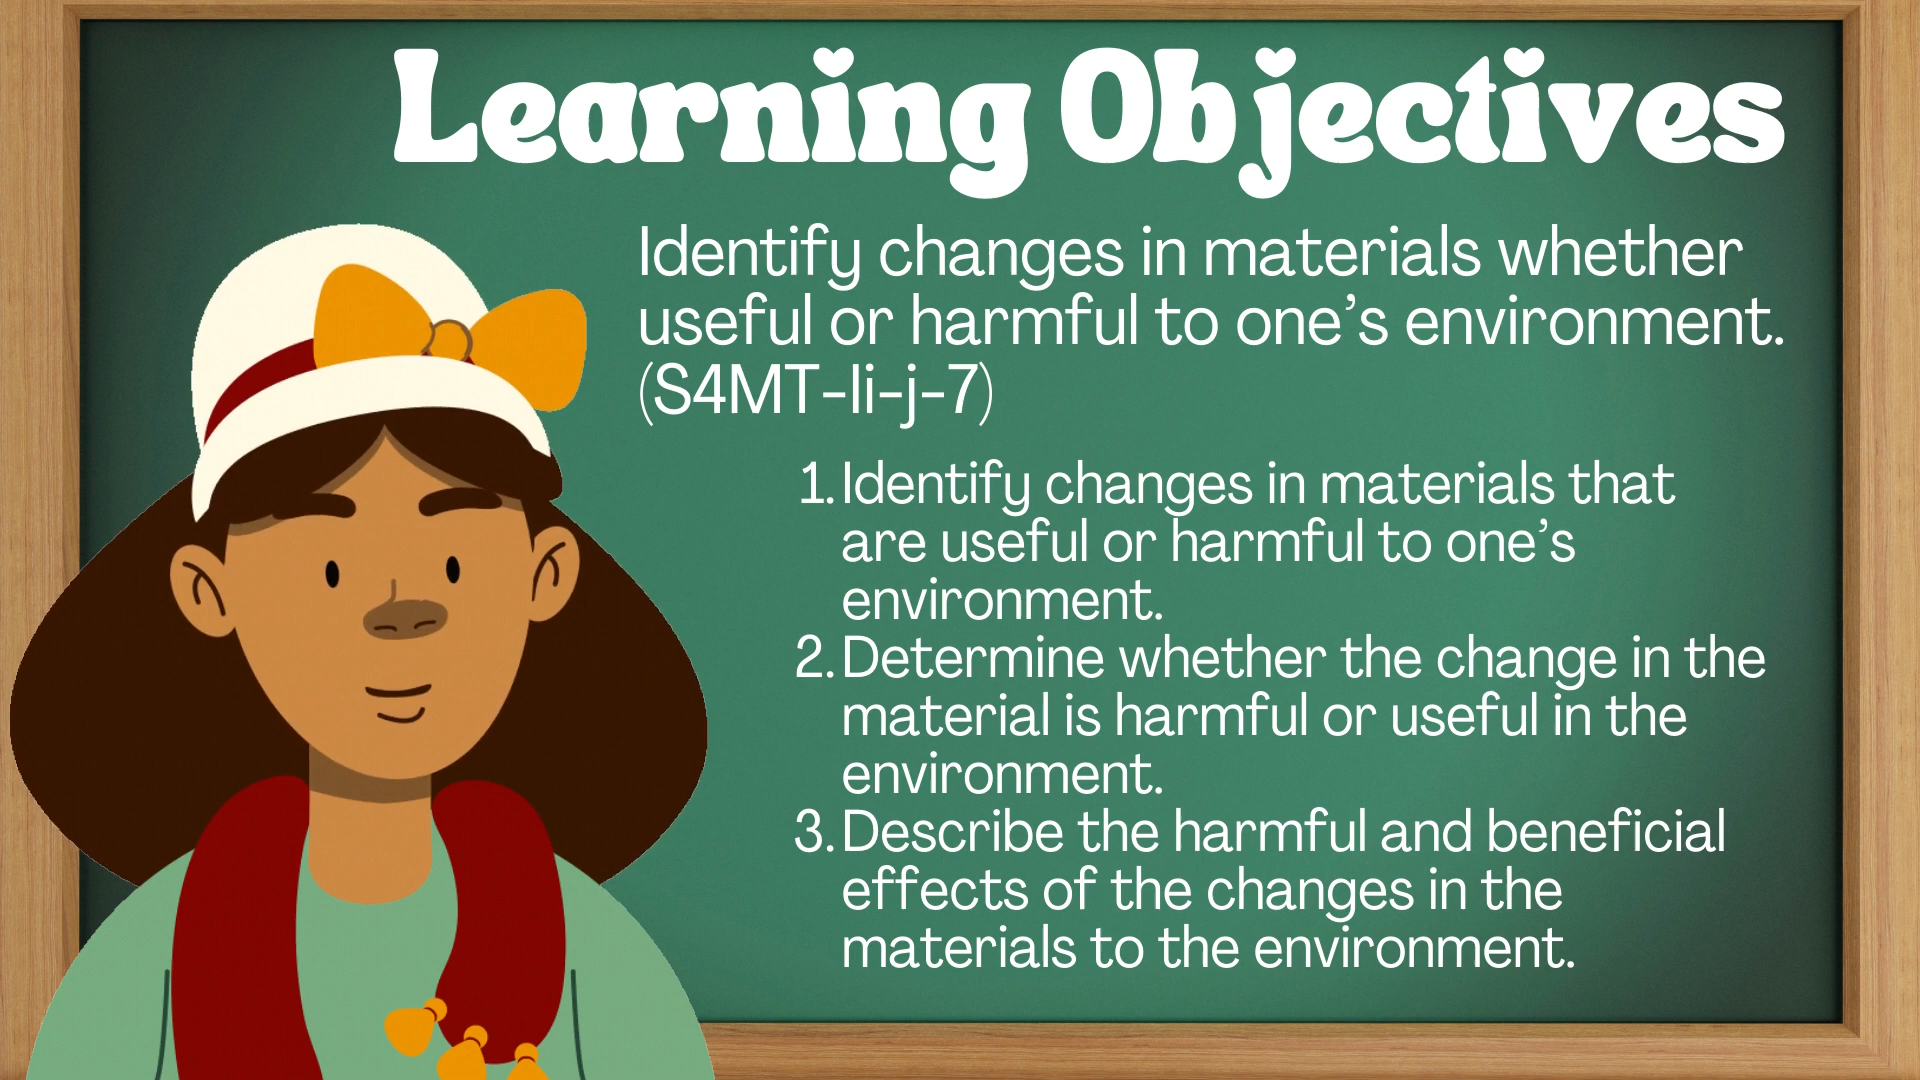 Learning Objectives
Identify changes in materials whether
useful or harmful to one’s environment.
(S4MT-Ii-j-7)
1. Identify changes in materials that
are useful or harmful to one’s
environment.
2. Determine whether the change in the
material is harmful or useful in the
environment.
3. Describe the harmful and beneficial
effects of the changes in the
materials to the environment.